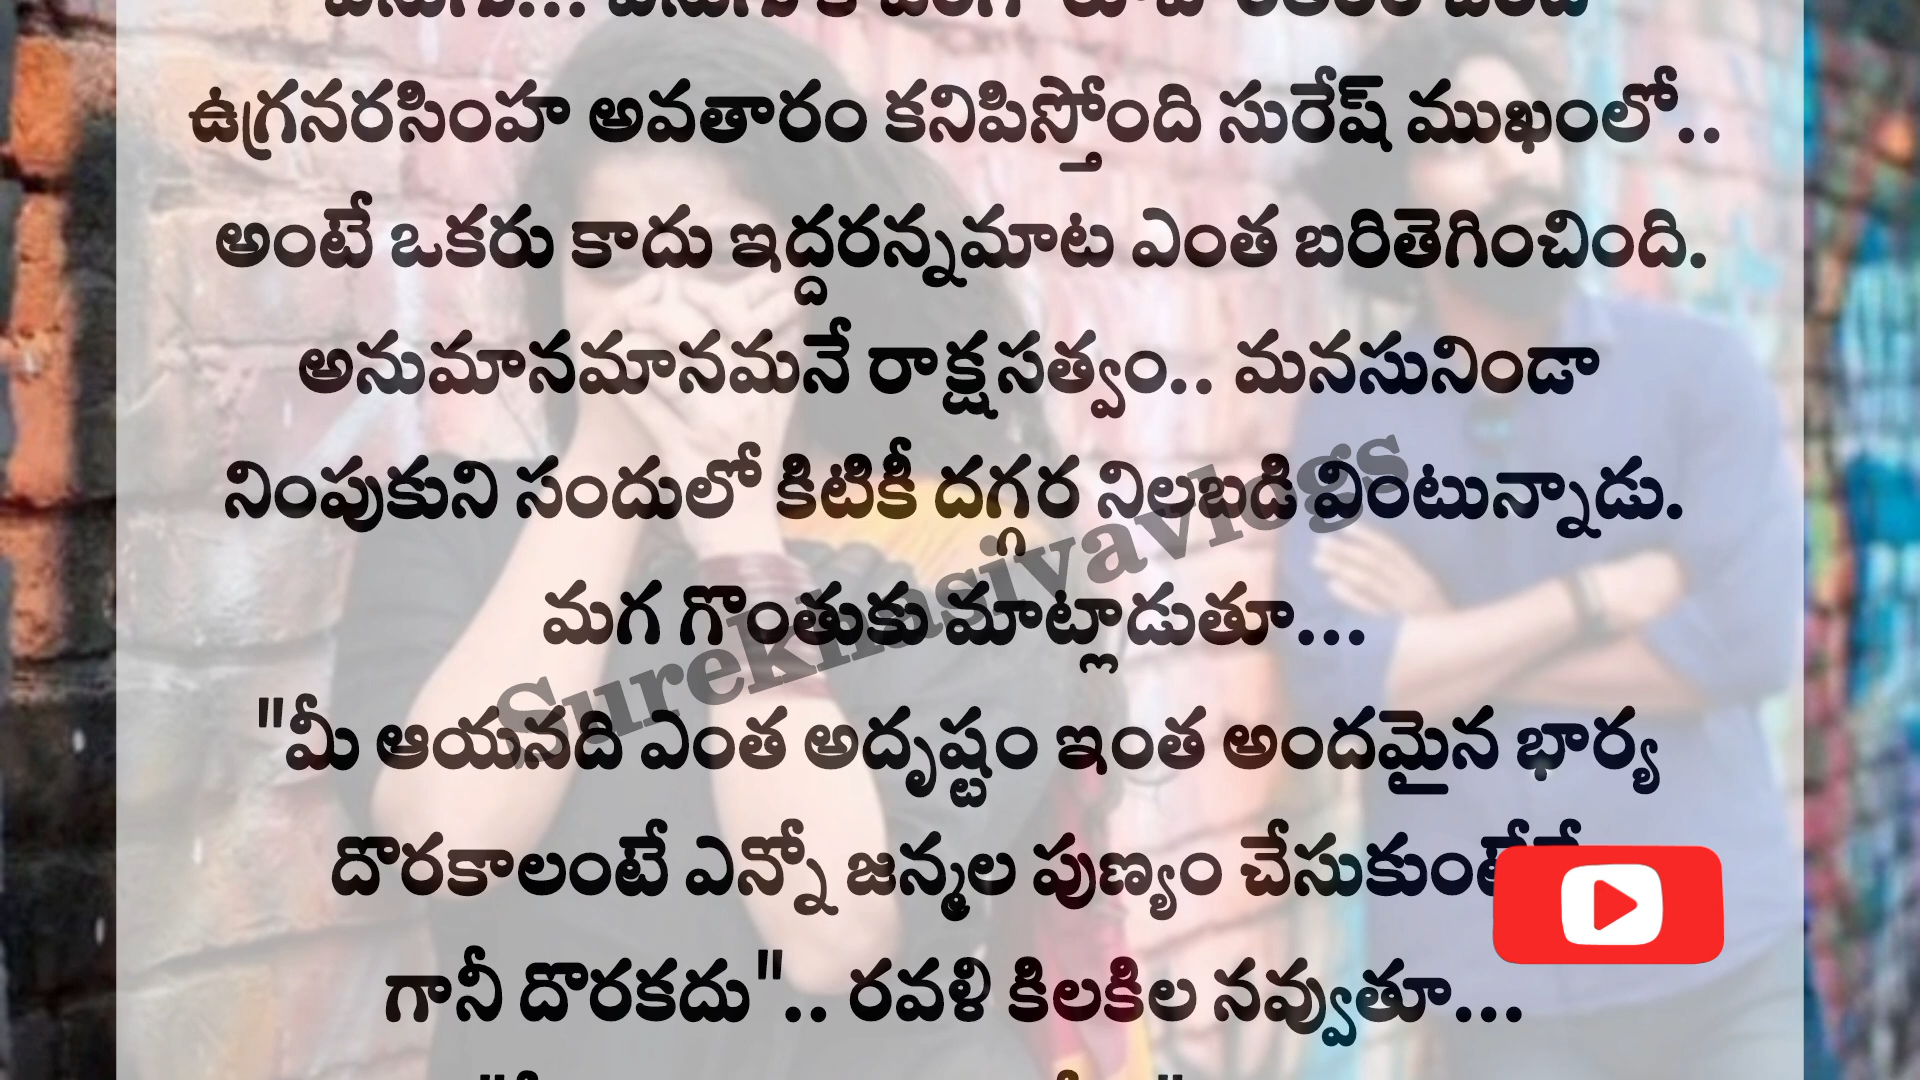 ఉగ్రనరసింహ అవతారం కనిపిస్తోంది సురేష్ ముఖంలో..
అంటే ఒకరు కాదు ఇద్దరన్నమాట ఎంత బరితెగించింది.
అనుమానమానమనే రాక్షసత్వం.. మనసునిండా
నింపుకుని సందులో కిటికీ దగ్గర నిలబడి వింటున్నాడు.
మగ గొంతుకు మాట్లాడుతూ...
"మీ ఆయనది ఎంత అదృష్టం ఇంత అందమైన భార్య
దొరకాలంటే ఎన్నో జన్మల పుణ్యం
గానీ దొరకదు".. రవళి కిలకిల నవ్వుతూ...
Surekhasivavlogs